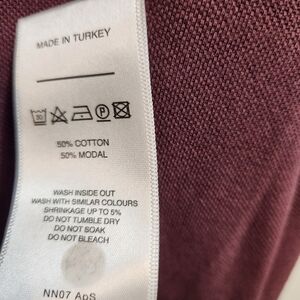 MADE IN TURKEY
30
P
50% COTTON
50% MODAL
WASH INSIDE OUT
WASH WITH SIMILAR COLOURS
SHRINKAGE UP TO 5%
DO NOT TUMBLE DRY
DO NOT SOAK
DO NOT BLEACH
NN07 ApS